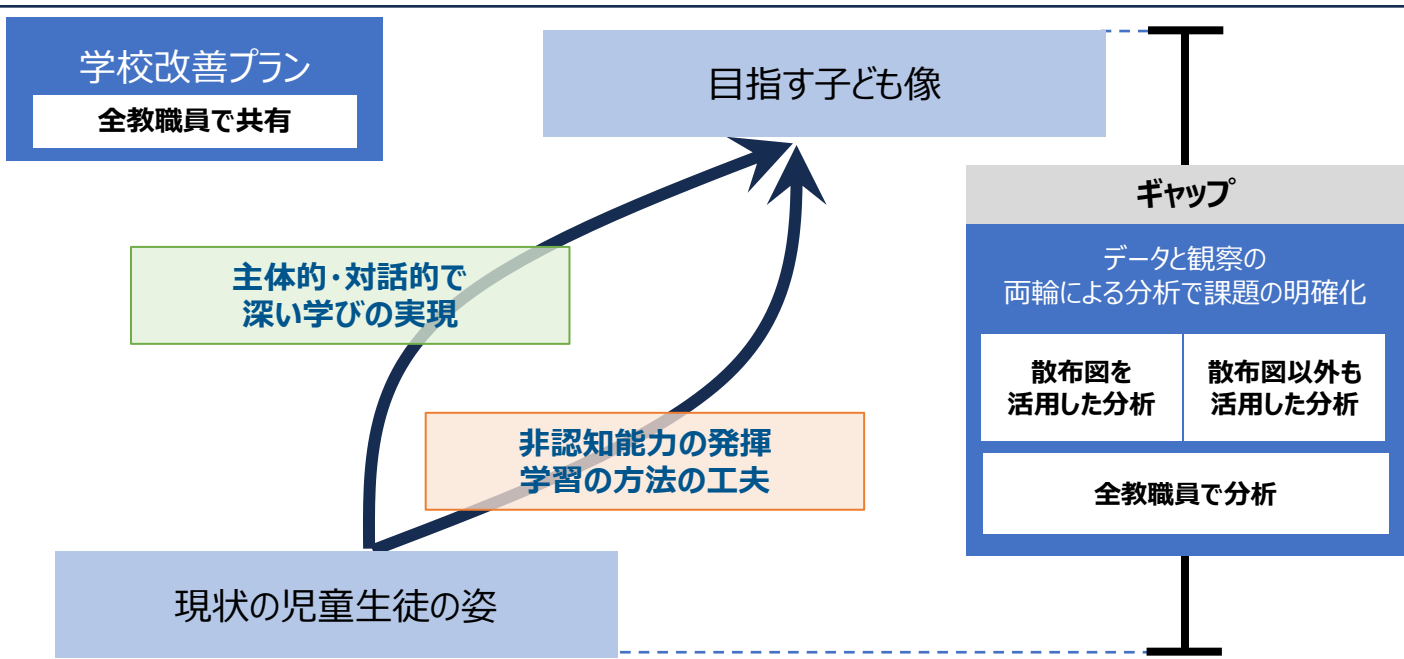 学校改善プラン
全教職員で共有
目指す子ども像
ギャップ
データと観察の
両輪による分析で課題の明確化
散布図を
活用した分析
散布図以外も
活用した分析
全教職員で分析
主体的・対話的で
深い学びの実現
非認知能力の発揮
学習の方法の工夫
現状の児童生徒の姿